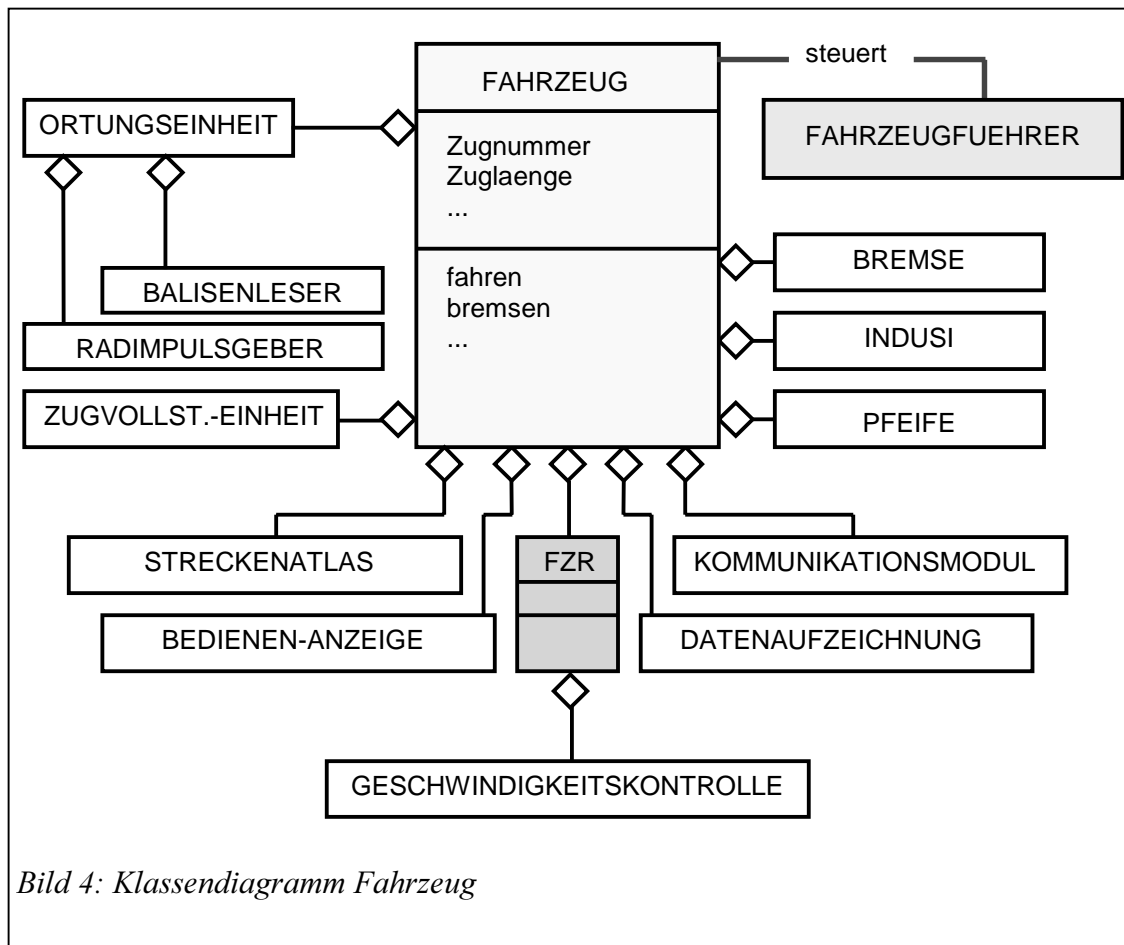 FAHRZEUG
steuert
ORTUNGSEINHEIT
FAHRZEUGFUEHRER
Zugnummer
Zuglaenge
...
BALISENLESER
RADIMPULSGEBER
fahren
bremsen
...
BREMSE
INDUSI
PFEIFE
ZUGVOLLST.-EINHEIT
STRECKENATLAS
FZR
KOMMUNIKATIONSMODUL
BEDIENEN-ANZEIGE
DATENAUFZEICHNUNG
GESCHWINDIGKEITSKONTROLLE
Bild 4: Klassendiagramm Fahrzeug